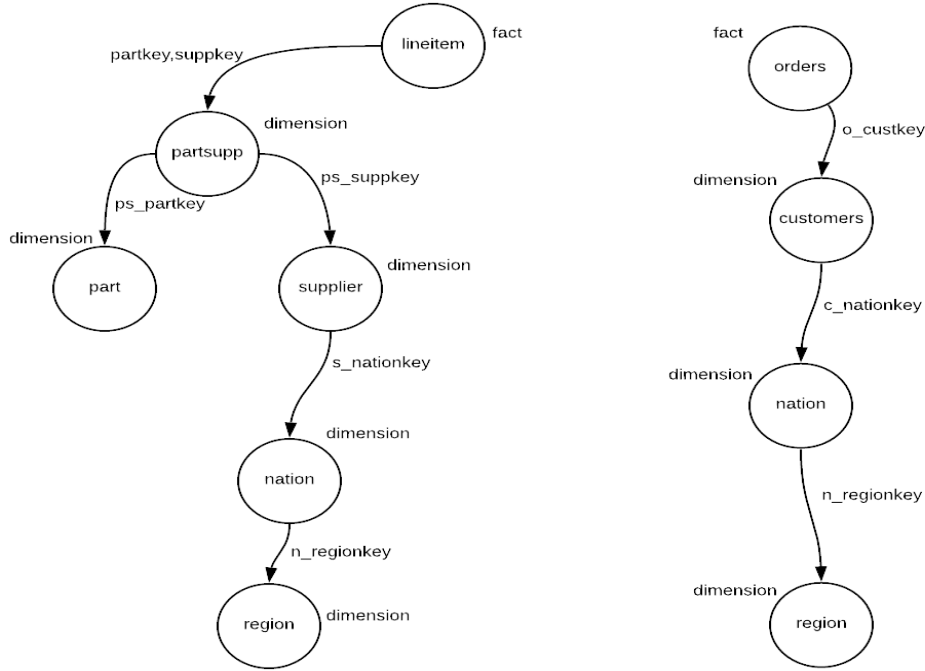 lineitem
fact
partkey,suppkey
dimension
partsupp
ps_suppkey
ps_partkey
dimension
part
dimension
supplier
s_nationkey
dimension
nation
n_regionkey
dimension
region
fact
orders
o_custkey
dimension
customers
c_nationkey
dimension
nation
n_regionkey
dimension
region